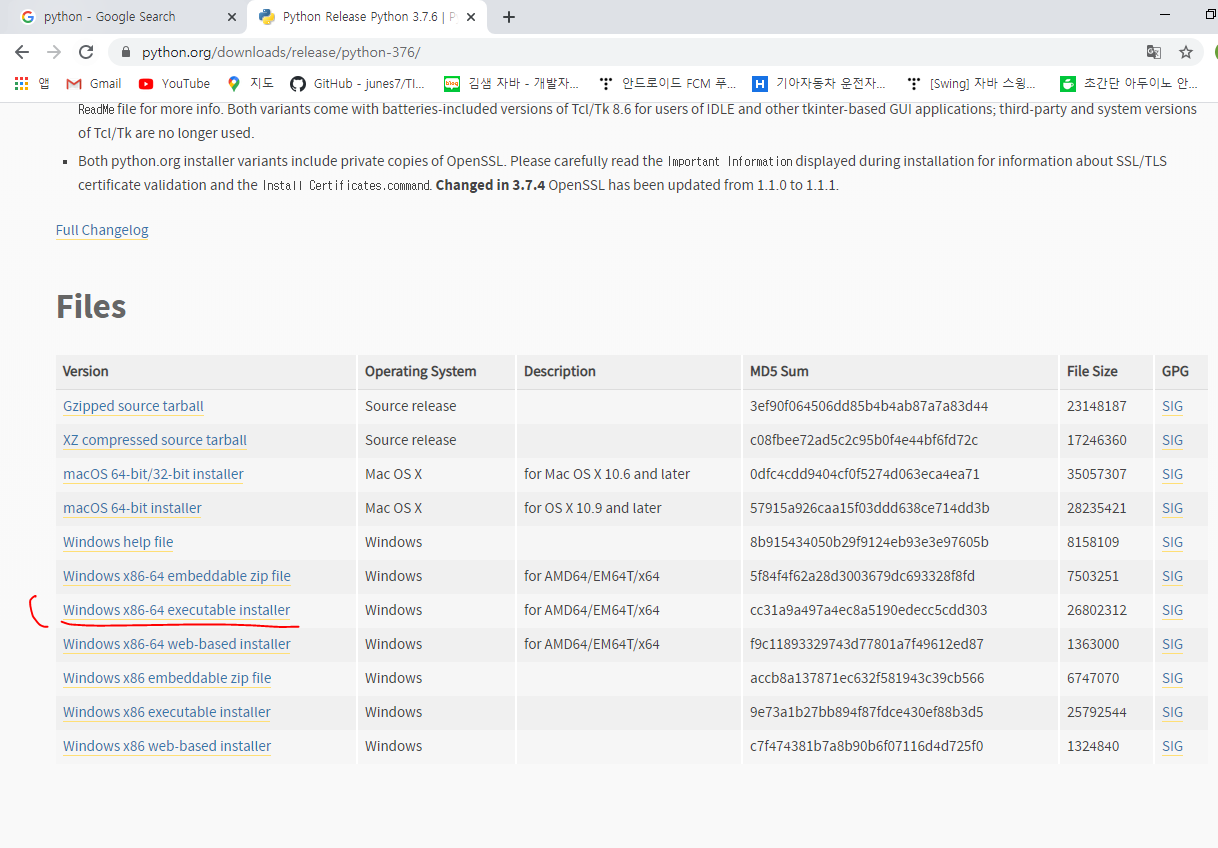 python - Google Search
Python Release Python 3.7.6 | P
python.org/downloads/release/python-376/
앱 Gmail YouTube 지도 GitHub - junes7/TI... 김샘 자바 - 개발자... 안드로이드 FCM 푸... 기아자동차 운전자... [Swing] 자바 스윙... 초간단 아두이노 안...
ReadMe file for more info. Both variants come with batteries-included versions of Tcl/Tk 8.6 for users of IDLE and other tkinter-based GUI applications; third-party and system versions
of Tcl/Tk are no longer used.
Both python.org installer variants include private copies of OpenSSL. Please carefully read the Important Information displayed during installation for information about SSL/TLS
certificate validation and the Install Certificates.command. Changed in 3.7.4 OpenSSL has been updated from 1.1.0 to 1.1.1.
Full Changelog
Files
Version Operating System Description MD5 Sum File Size GPG
Gzipped source tarball Source release 3ef90f064506dd85b4b4ab87a7a83d44 23148187 SIG
XZ compressed source tarball Source release c08fbee72ad5c2c95b0f4e44bf6fd72c 17246360 SIG
macOS 64-bit/32-bit installer Mac OS X for Mac OS X 10.6 and later 0dfc4cdd9404cf0f5274d063eca4ea71 35057307 SIG
macOS 64-bit installer Mac OS X for OS X 10.9 and later 57915a926caa15f03ddd638ce714dd3b 28235421 SIG
Windows help file Windows 8b915434050b29f9124eb93e3e97605b 8158109 SIG
Windows x86-64 embeddable zip file Windows for AMD64/EM64T/x64 5f84f4f62a28d3003679dc693328f8fd 7503251 SIG
Windows x86-64 executable installer Windows for AMD64/EM64T/x64 cc31a9a497a4ec8a5190edecc5cdd303 26802312 SIG
Windows x86-64 web-based installer Windows for AMD64/EM64T/x64 f9c11893329743d77801a7f49612ed87 1363000 SIG
Windows x86 embeddable zip file Windows accb8a137871ec632f581943c39cb566 6747070 SIG
Windows x86 executable installer Windows 9e73a1b27bb894f87fdce430ef88b3d5 25792544 SIG
Windows x86 web-based installer Windows c7f474381b7a8b90b6f07116d4d725f0 1324840 SIG